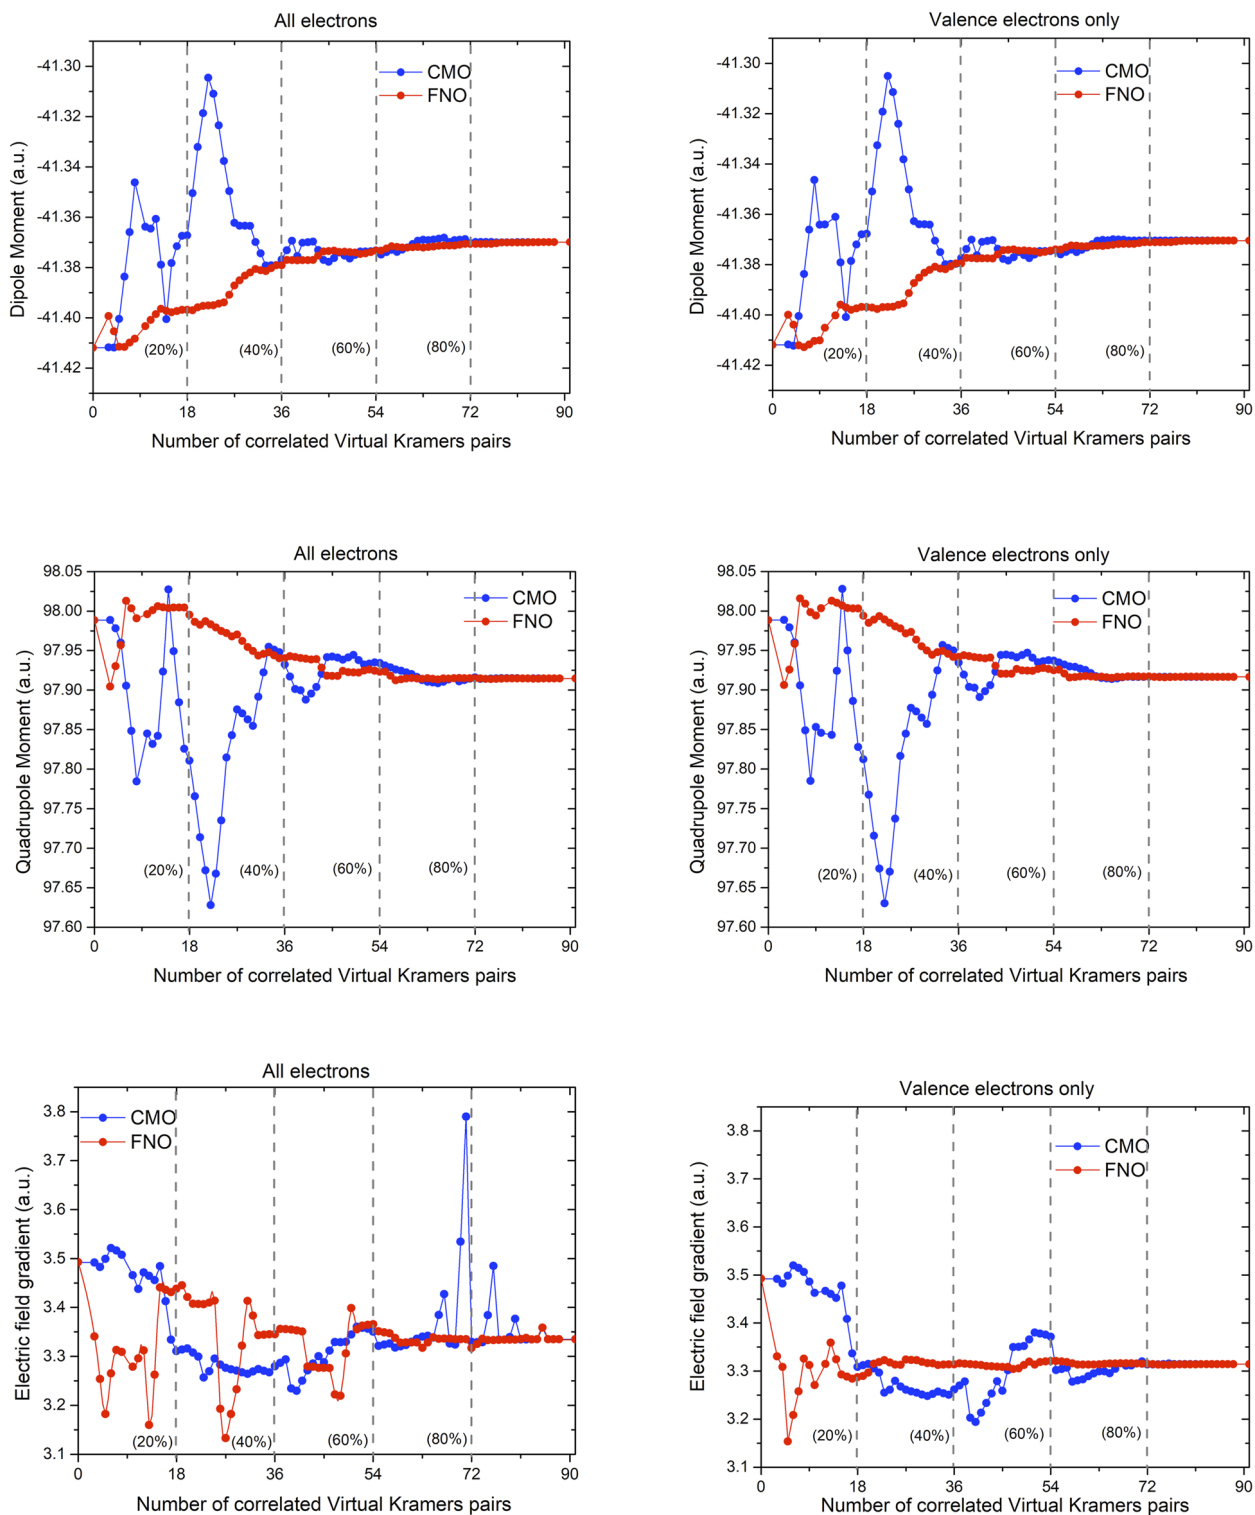 All electrons
-41.30
-41.32
-41.34
-41.36
-41.38
-41.40
-41.42
Dipole Moment (a.u.)
CMO
FNO
(20%)
(40%)
(60%)
(80%)
0 18 36 54 72 90
Number of correlated Virtual Kramers pairs
Valence electrons only
-41.30
-41.32
-41.34
-41.36
-41.38
-41.40
-41.42
Dipole Moment (a.u.)
CMO
FNO
(20%)
(40%)
(60%)
(80%)
0 18 36 54 72 90
Number of correlated Virtual Kramers pairs
All electrons
98.05
98.00
97.95
97.90
97.85
97.80
97.75
97.70
97.65
97.60
Quadrupole Moment (a.u.)
CMO
FNO
(20%)
(40%)
(60%)
(80%)
0 18 36 54 72 90
Number of correlated Virtual Kramers pairs
Valence electrons only
98.05
98.00
97.95
97.90
97.85
97.80
97.75
97.70
97.65
97.60
Quadrupole Moment (a.u.)
CMO
FNO
(20%)
(40%)
(60%)
(80%)
0 18 36 54 72 90
Number of correlated Virtual Kramers pairs
All electrons
3.8
3.7
3.6
3.5
3.4
3.3
3.2
3.1
Electric field gradient (a.u.)
CMO
FNO
(20%)
(40%)
(60%)
(80%)
0 18 36 54 72 90
Number of correlated Virtual Kramers pairs
Valence electrons only
3.8
3.7
3.6
3.5
3.4
3.3
3.2
3.1
Electric field gradient (a.u.)
CMO
FNO
(20%)
(40%)
(60%)
(80%)
0 18 36 54 72 90
Number of correlated Virtual Kramers pairs